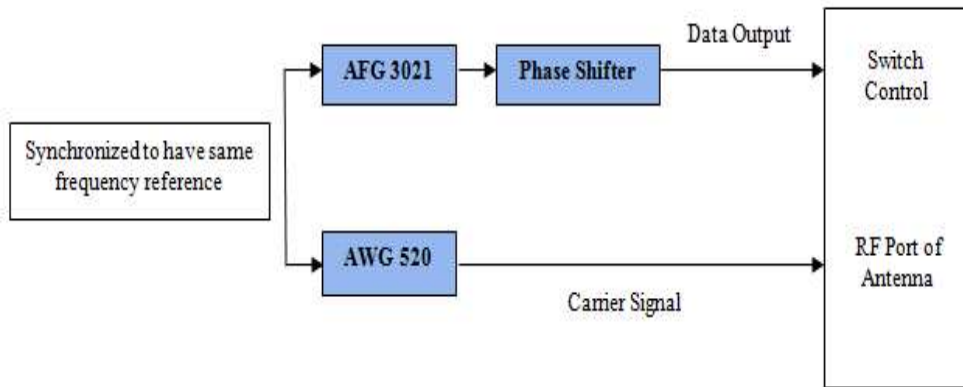 Data Output
AFG 3021
Phase Shifter
Switch
Control
Synchronized to have same
frequency reference
AWG 520
RF Port of
Antenna
Carrier Signal